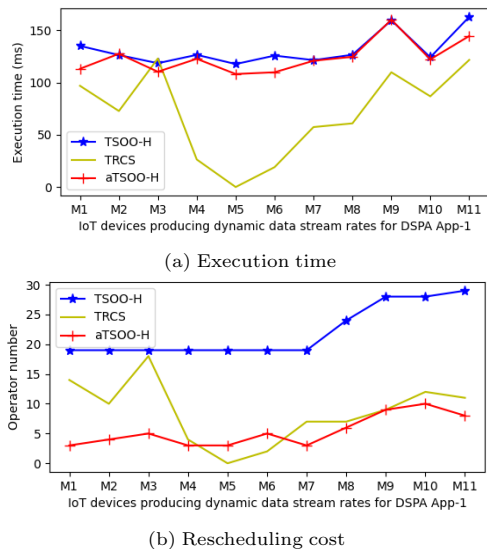 150
100
50
0
Execution time (ms)
TSOO-H
TRCS
aTSOO-H
M1 M2 M3 M4 M5 M6 M7 M8 M9 M10 M11
IoT devices producing dynamic data stream rates for DSPA App-1
(a) Execution time
30
25
20
15
10
5
0
Operator number
TSOO-H
TRCS
aTSOO-H
M1 M2 M3 M4 M5 M6 M7 M8 M9 M10 M11
IoT devices producing dynamic data stream rates for DSPA App-1
(b) Rescheduling cost